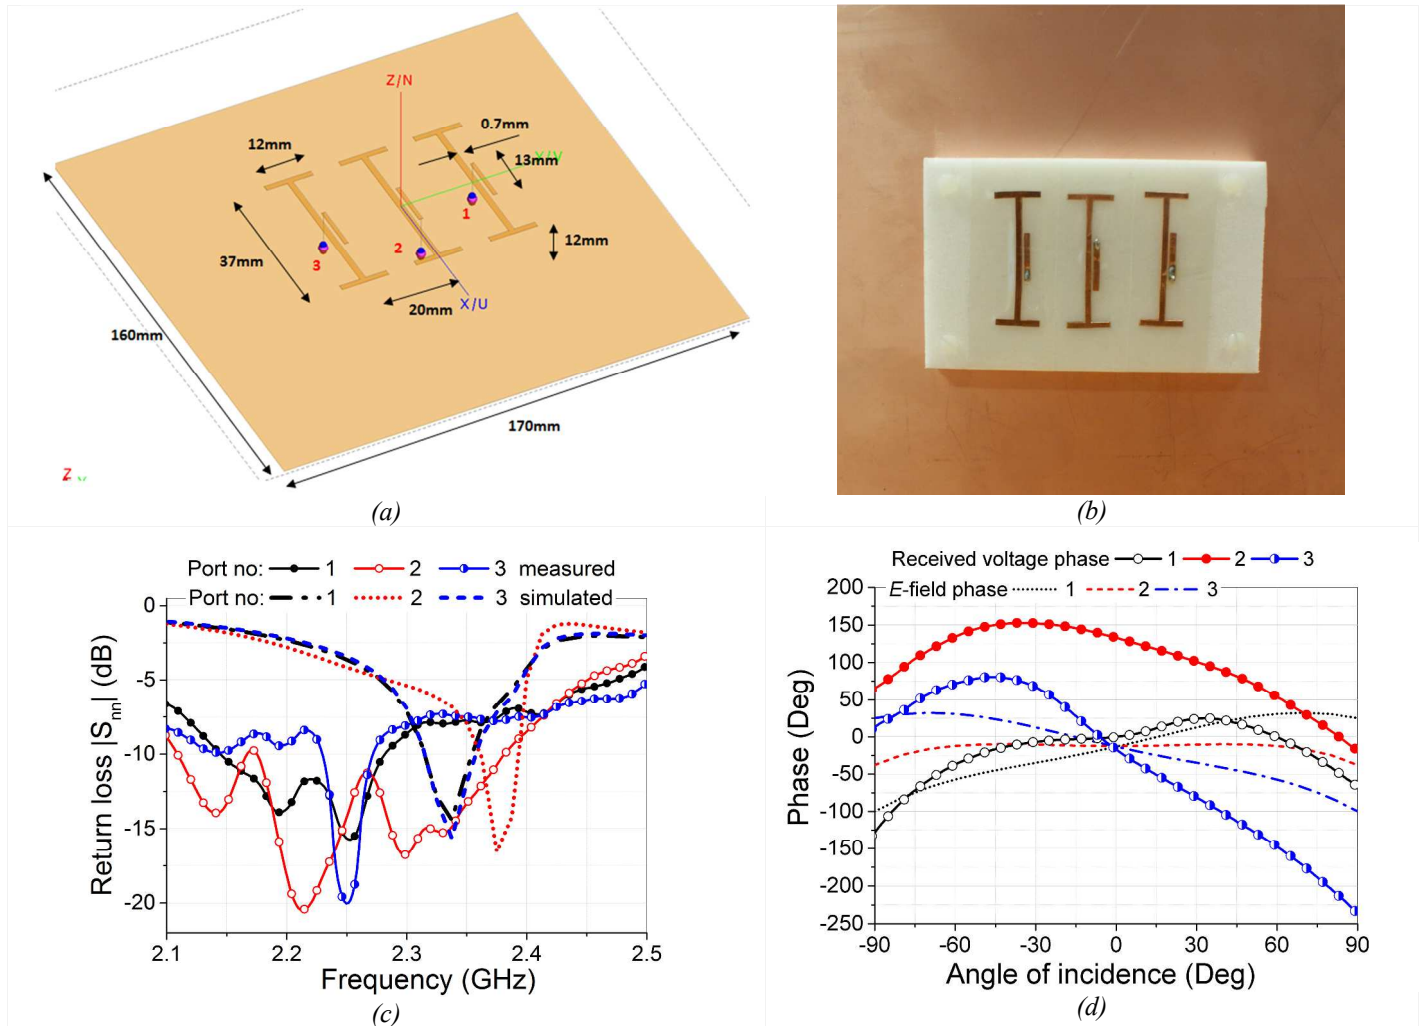 Z/N
0.7mm
12mm
13mm
1
2
3
12mm
37mm
20mm
X/U
160mm
170mm
Z
(a)
(b)
Port no: 1 2 3 measured
Port no: 1 2 3 simulated
0
-5
-10
-15
-20
Return loss |Snn| (dB)
2.1 2.2 2.3 2.4 2.5
Frequency (GHz)
(c)
Received voltage phase 1 2 3
E-field phase 1 2 3
200
150
100
50
0
-50
-100
-150
-200
-250
Phase (Deg)
-90 -60 -30 0 30 60 90
Angle of incidence (Deg)
(d)